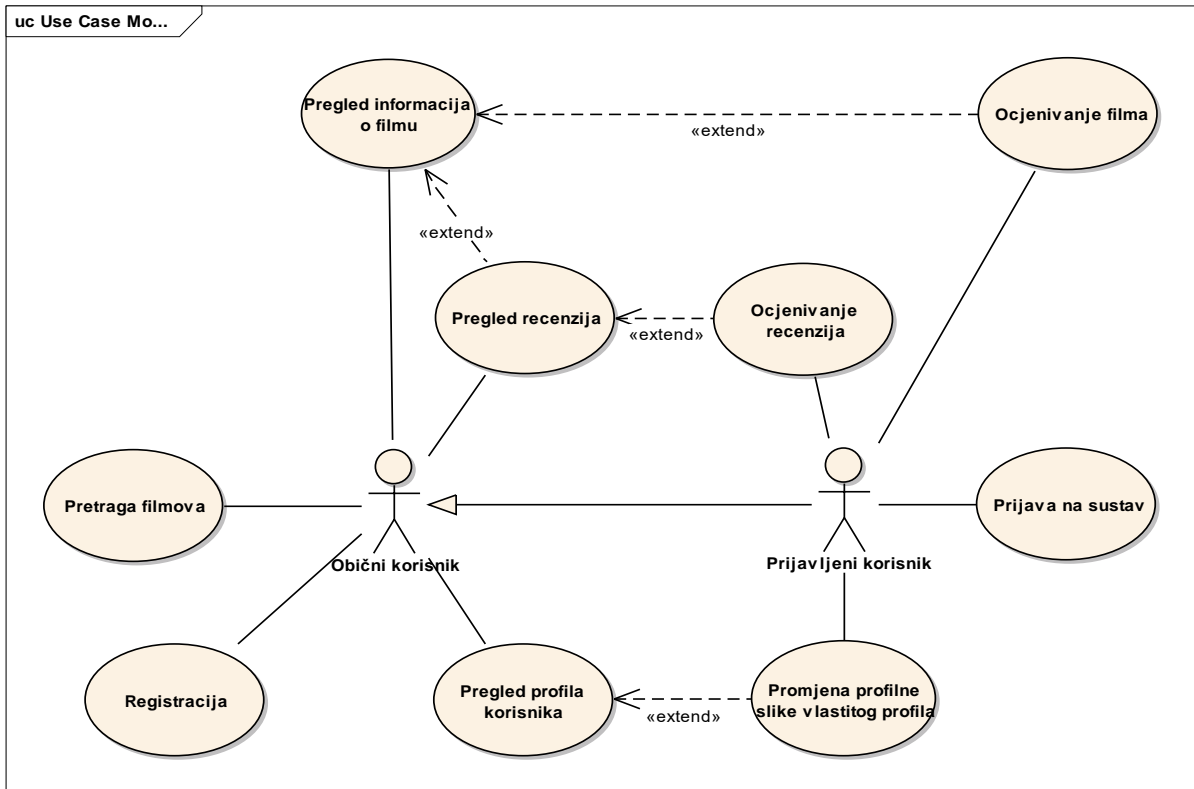 uc Use Case Mo...
Pregled informacija
o filmu
Ocjenivanje filma
«extend»
«extend»
Pregled recenzija
Ocjenivanje
recenzija
«extend»
Pretraga filmova
Prijava na sustav
Obični korisnik
Prijavljeni korisnik
Registracija
Pregled profila
korisnika
Promjena profilne
slike vlastitog profila
«extend»